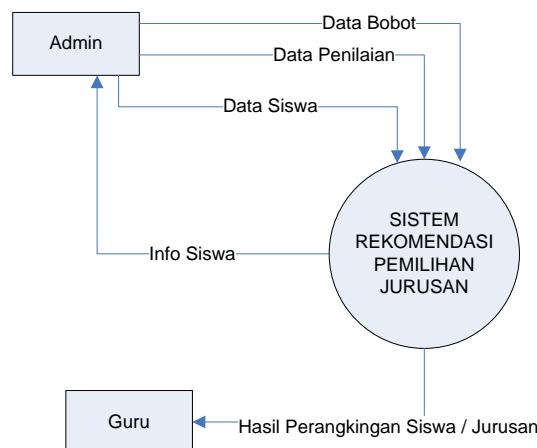 Data Bobot
Admin
Data Penilaian
Data Siswa
SISTEM
REKOMENDASI
PEMILIHAN
JURUSAN
Info Siswa
Guru
Hasil Perangkingan Siswa / Jurusan